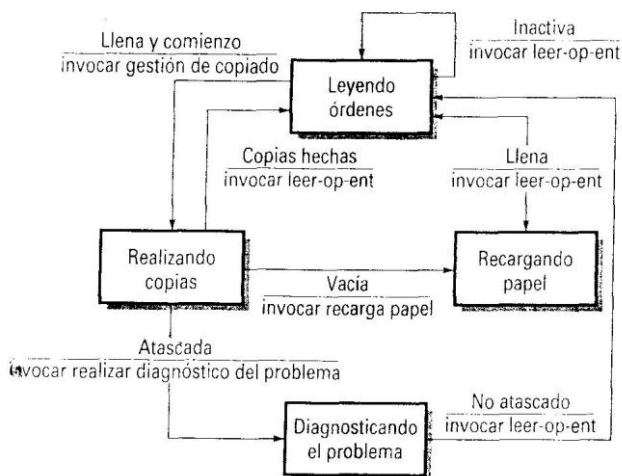 Llena y comienzo
invocar gestión de copiado
Inactiva
invocar leer-op-ent
Leyendo
órdenes
Copias hechas
invocar leer-op-ent
Llena
invocar leer-op-ent
Realizando
copias
Recargando
papel
Vacía
invocar recarga papel
Atascada
invocar realizar diagnóstico del problema
No atascado
invocar leer-op-ent
Diagnosticando
el problema